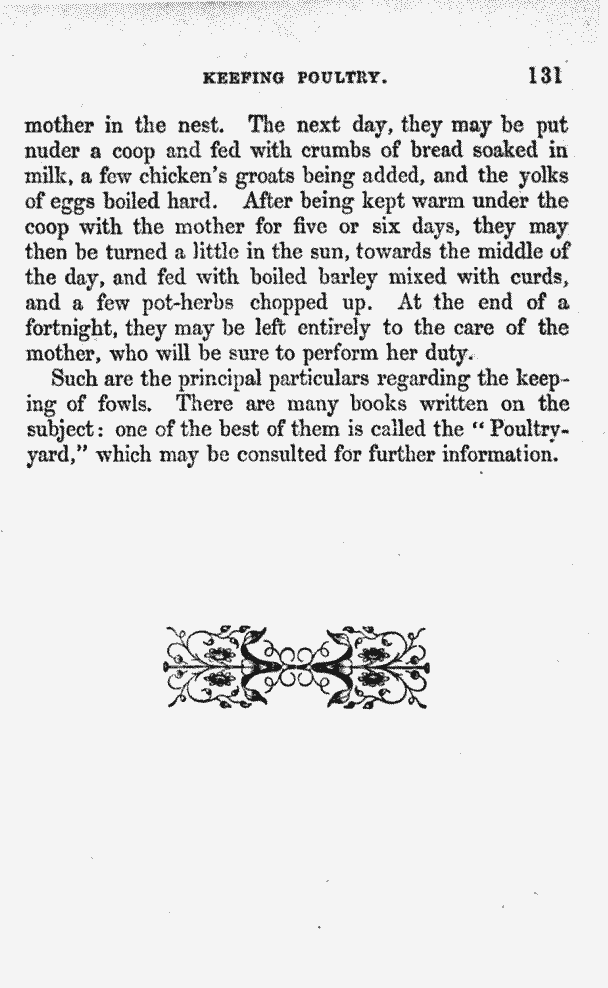 KEEPING POULTRY. 131
mother in the nest. The next day, they may be put
nuder a coop and fed with crumbs of bread soaked in
milk, a few chicken's groats being added, and the yolks
of eggs boiled hard. After being kept warm under the
coop with the mother for five or six days, they may
then be turned a little in the sun, towards the middle of
the day, and fed with boiled barley mixed with curds,
and a few pot-herbs chopped up. At the end of a
fortnight, they may be left entirely to the care of the
mother, who will be sure to perform her duty.
Such are the principal particulars regarding the keep-
ing of fowls. There are many books written on the
subject: one of the best of them is called the “ Poultry-
yard,” which may be consulted for further information.